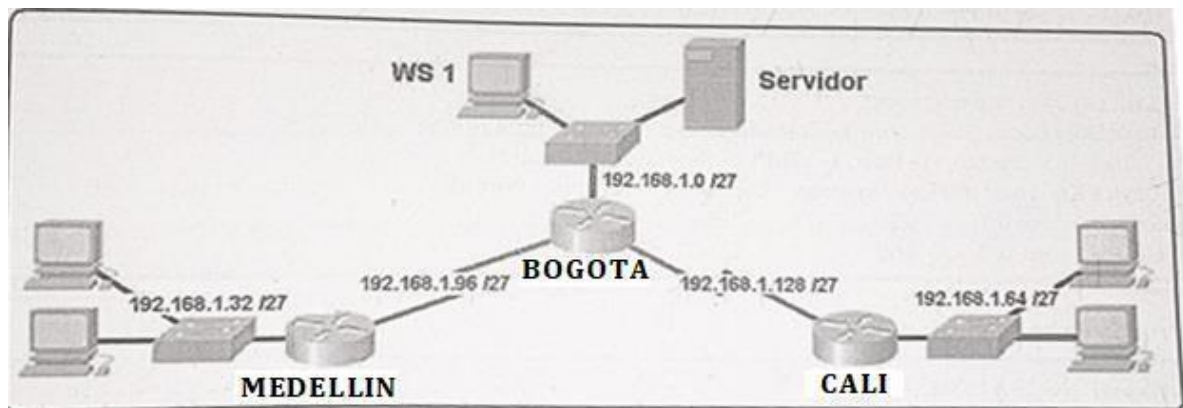 WS 1
Servidor
192.168.1.0 /27
BOGOTA
192.168.1.96 /27
192.168.1.128 /27
192.168.1.32 /27
192.168.1.64 /27
MEDELLIN
CALI